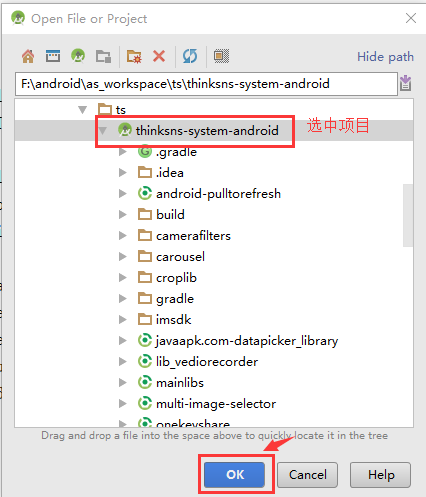 Open File or Project
Hide path
F:\android\as_workspace\ts\thinksns-system-android
ts
thinksns-system-android
选中项目
.gradle
.idea
android-pulltorefresh
build
camerafilters
carousel
croplib
gradle
imsdk
javaapk.com-datapicker_library
lib_vediorecorder
mainlibs
multi-image-selector
onekeyshare
Drag and drop a file into the space above to quickly locate it in the tree
OK
Cancel
Help